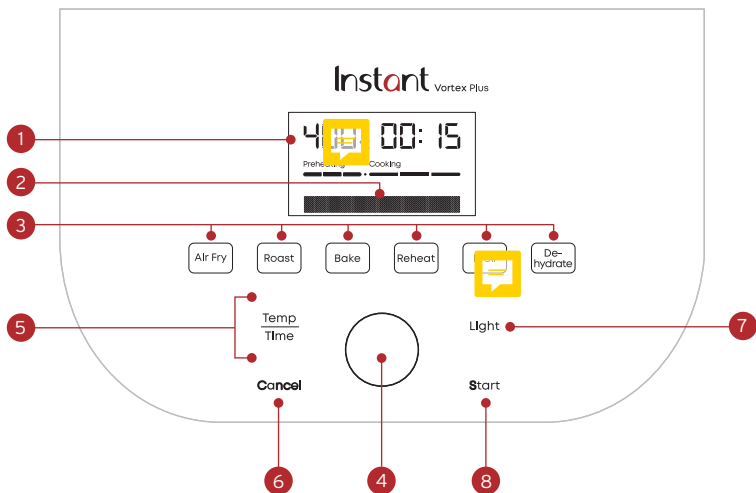 Instant Vortex Plus
00:15
Preheating Cooking
Air Fry
Roast
Bake
Reheat
De-
hydrate
Temp
Time
Light
Cancel
Start
1
2
3
4
5
6
7
8